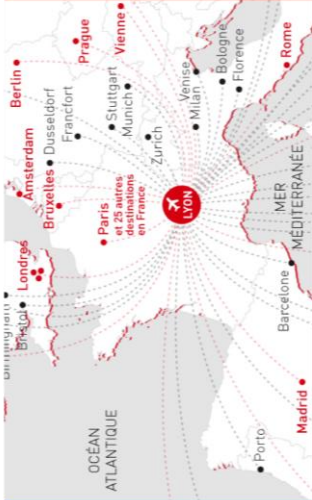 Bristol
Londres
Amsterdam
Berlin
Bruxelles
Dusseldorf
Francfort
Prague
Paris
et 25 autres
destinations
en France.
Stuttgart
Munich
Vienne
OCÉAN
ATLANTIQUE
Zurich
LYON
Venise
Milan
Bologne
Florence
Rome
Porto
Barcelone
MER
MÉDITERRANÉE
Madrid